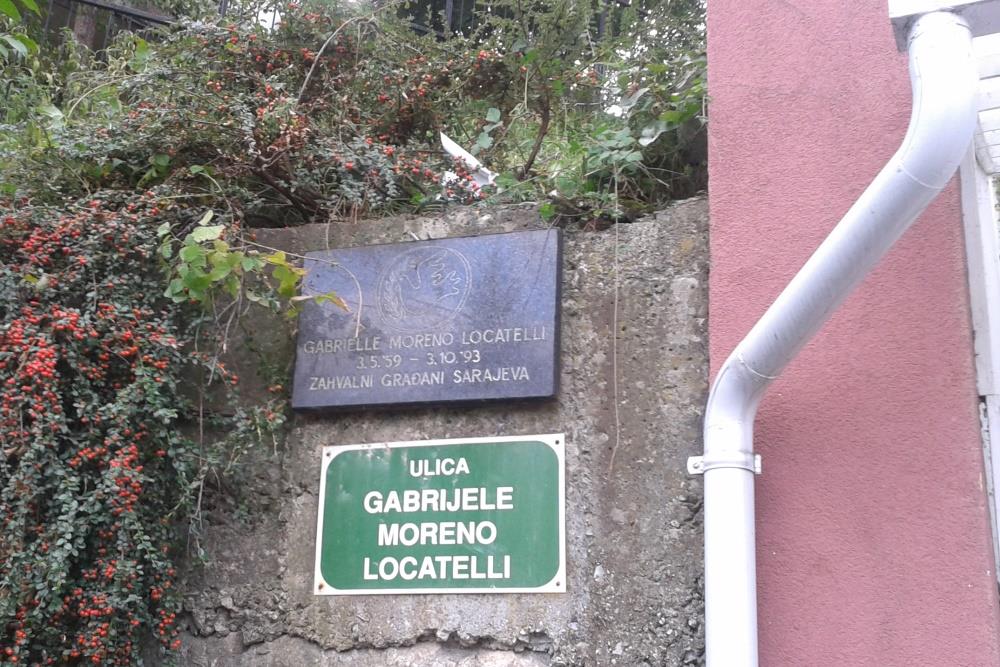 GABRIELLE MORENO LOCATELLI
3.5.'59 – 3.10.'93
ZAHVALNI GRAĐANI SARAJEVA
ULICA
GABRIJELE
MORENO
LOCATELLI